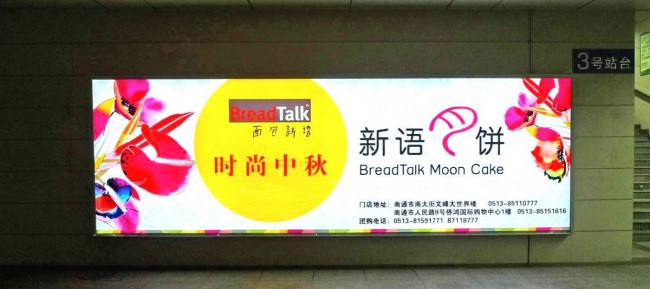 BreadTalk
面包新语
时尚中秋
新语月饼
BreadTalk Moon Cake
门店地址: 南通市南大街文峰大世界楼 0513-85110777
南通市人民路9号侨鸿国际购物中心1楼 0513-85151616
团购电话: 0513-81591771 87118777
3号站台